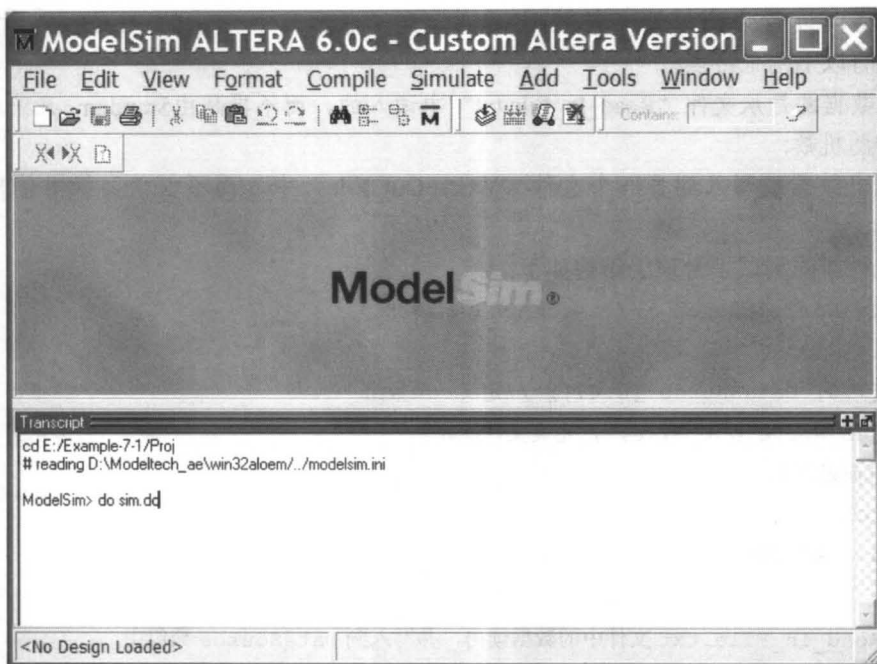 ModelSim ALTERA 6.0c - Custom Altera Version
File Edit View Format Compile Simulate Add Tools Window Help
Contains:
ModelSim®
Transcript
cd E:/Example-7-1/Proj
# reading D:\Modeltech_ae\win32aloem/../modelsim.ini
ModelSim> do sim.do
<No Design Loaded>